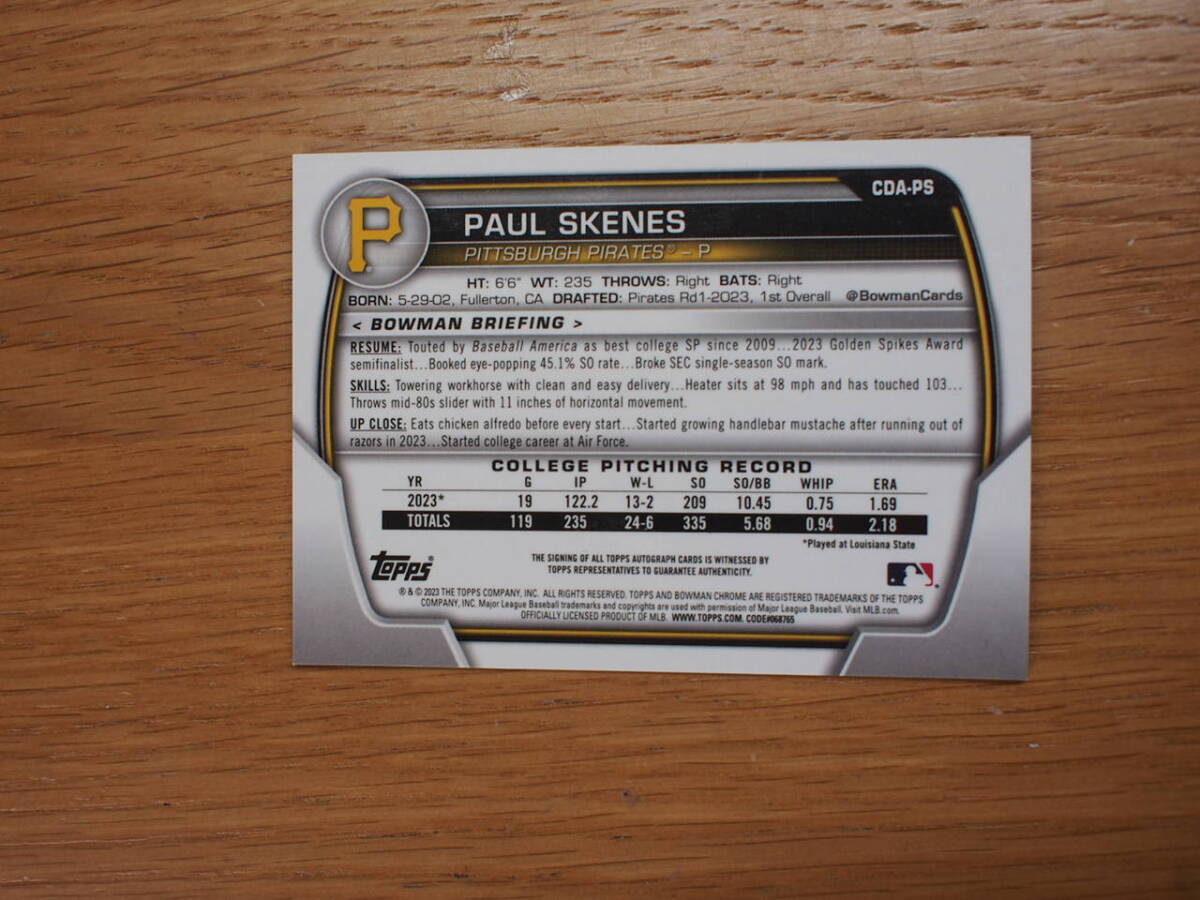 CDA-PS
P
PAUL SKENES
PITTSBURGH PIRATES® – P
HT: 6'6" WT: 235 THROWS: Right BATS: Right
BORN: 5-29-02, Fullerton, CA DRAFTED: Pirates Rd1-2023, 1st Overall @BowmanCards
< BOWMAN BRIEFING >
RESUME: Touted by Baseball America as best college SP since 2009...2023 Golden Spikes Award
semifinalist...Booked eye-popping 45.1% SO rate...Broke SEC single-season SO mark.
SKILLS: Towering workhorse with clean and easy delivery...Heater sits at 98 mph and has touched 103...
Throws mid-80s slider with 11 inches of horizontal movement.
UP CLOSE: Eats chicken alfredo before every start...Started growing handlebar mustache after running out of
razors in 2023...Started college career at Air Force.
COLLEGE PITCHING RECORD
YR G IP W-L SO SO/BB WHIP ERA
2023* 19 122.2 13-2 209 10.45 0.75 1.69
TOTALS 119 235 24-6 335 5.68 0.94 2.18
*Played at Louisiana State
Topps®
THE SIGNING OF ALL TOPPS AUTOGRAPH CARDS IS WITNESSED BY
TOPPS REPRESENTATIVES TO GUARANTEE AUTHENTICITY.
® & © 2023 THE TOPPS COMPANY, INC. ALL RIGHTS RESERVED. TOPPS AND BOWMAN CHROME ARE REGISTERED TRADEMARKS OF THE TOPPS
COMPANY, INC. Major League Baseball trademarks and copyrights are used with permission of Major League Baseball. Visit MLB.com.
OFFICIALLY LICENSED PRODUCT OF MLB. WWW.TOPPS.COM. CODE#068765